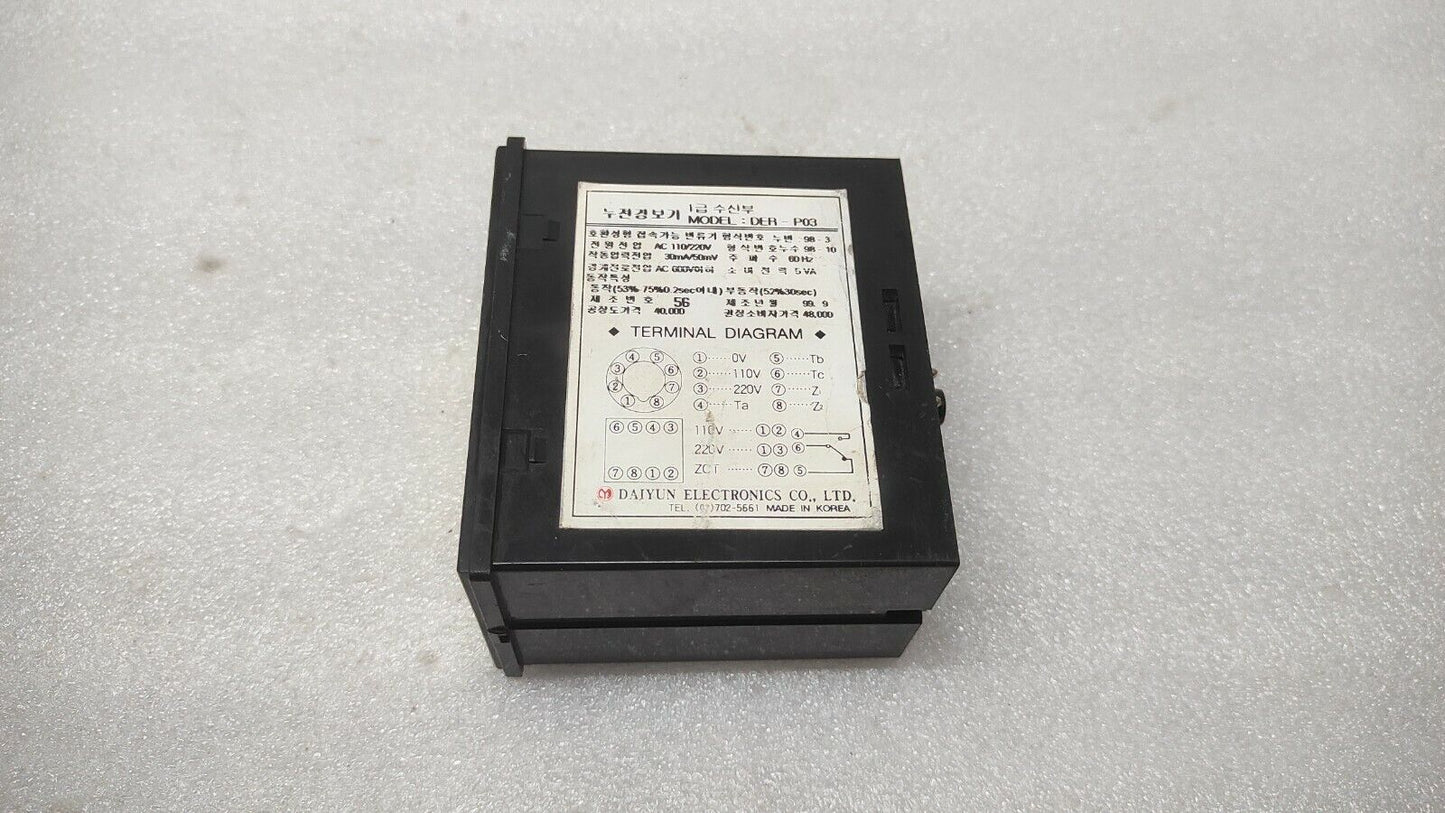 1급 수신부
누전경보기 MODEL : DER - P03
호환성형 접속가능 변류기 형식번호 누변 98 - 3
전원전압 AC 110/220V 형식번호 누수 98 - 10
작동입력전압 30mA/50mV 주파수 60Hz
경계전로전압 AC 600V이하 소비전력 5VA
동작특성
동작(53%-75%0.2sec이내) 부동작(52%30sec)
제조번호 56 제조년월 99. 9
공장도가격 40,000 권장소비자가격 48,000
◆ TERMINAL DIAGRAM ◆
④ ⑤ ① ······ 0V ⑤ ······ Tb
③ ⑥ ② ······ 110V ⑥ ······ Tc
② ⑦ ③ ······ 220V ⑦ ······ Z₁
① ⑧ ④ ······ Ta ⑧ ······ Z₂
⑥⑤④③ 110V ······ ①② ④
220V ······ ①③ ⑥
⑦⑧①② ZCT ······ ⑦⑧ ⑤
DAIYUN ELECTRONICS CO., LTD.
TEL. (02)702-5661 MADE IN KOREA